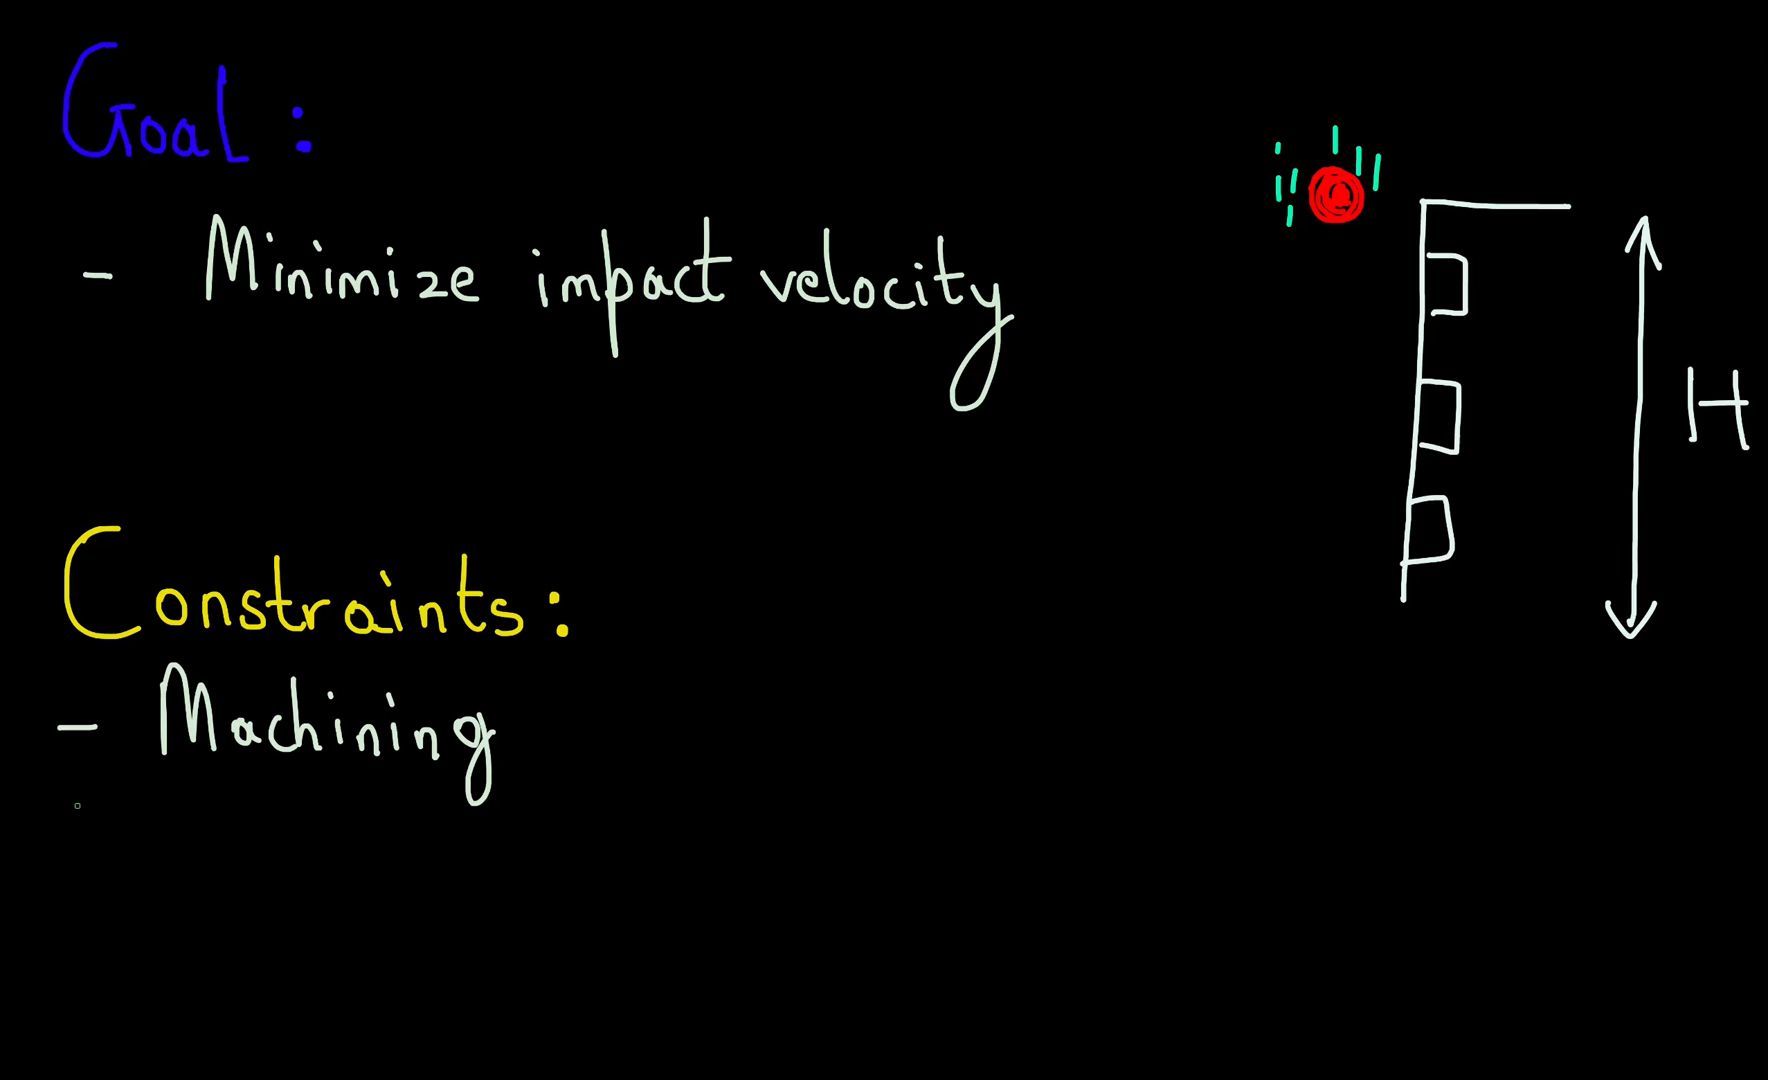 Goal:
- Minimize impact velocity
H
Constraints:
- Machining